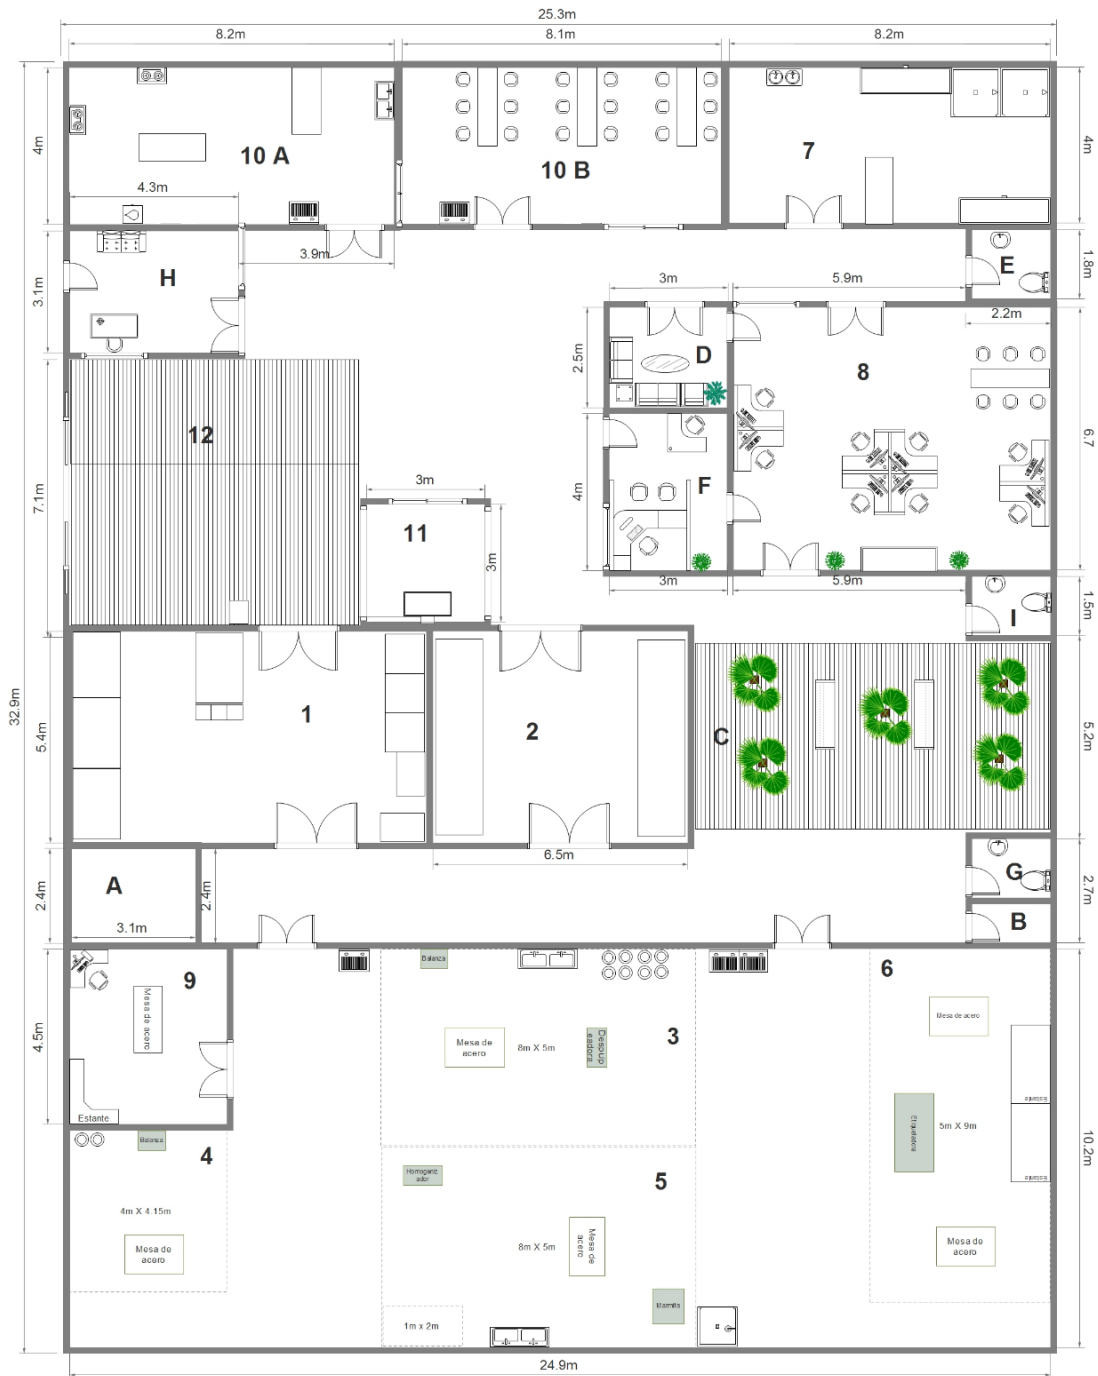 25.3m
8.2m
8.1m
8.2m
4m
10 A
10 B
7
4m
4.3m
3.9m
3.1m
H
E
1.8m
3m
5.9m
2.2m
2.5m
D
8
12
6.7
7.1m
3m
11
3m
F
4m
3m
5.9m
I
1.5m
32.9m
5.4m
1
2
C
5.2m
6.5m
2.4m
A
3.1m
2.4m
G
B
2.7m
9
Mesa de acero
Estante
4.5m
Balanza
3
Mesa de
acero
8m X 5m
Despulp
eadora
6
Mesa de acero
Etiquetadora
5m X 9m
Mesa de
acero
10.2m
Balanza
4
4m X 4.15m
Mesa de
acero
Homogeniz
ador
5
8m X 5m
Mesa de
acero
Marmita
1m x 2m
24.9m